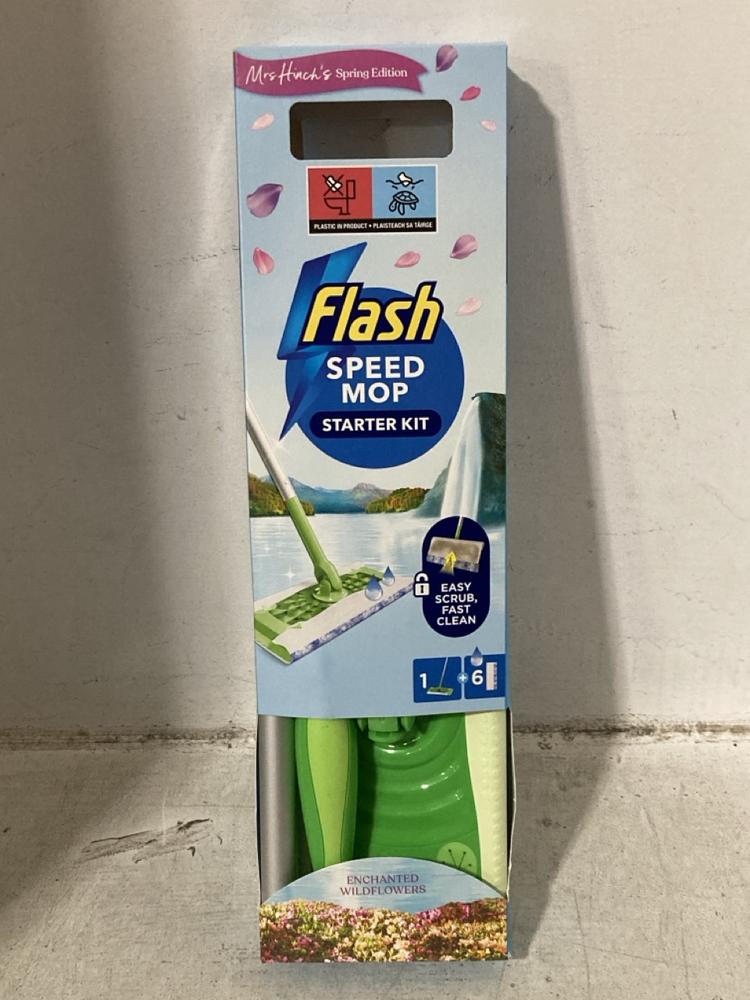 Mrs Hinch's Spring Edition
PLASTIC IN PRODUCT • PLAISTEACH SA TÁIRGE
Flash
SPEED
MOP
STARTER KIT
EASY
SCRUB,
FAST
CLEAN
1 + 6
ENCHANTED
WILDFLOWERS